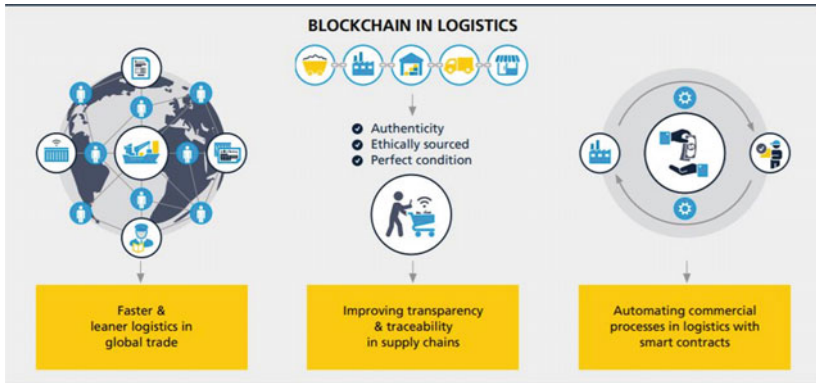 BLOCKCHAIN IN LOGISTICS
Authenticity
Ethically sourced
Perfect condition
Faster &
leaner logistics in
global trade
Improving transparency
& traceability
in supply chains
Automating commercial
processes in logistics with
smart contracts